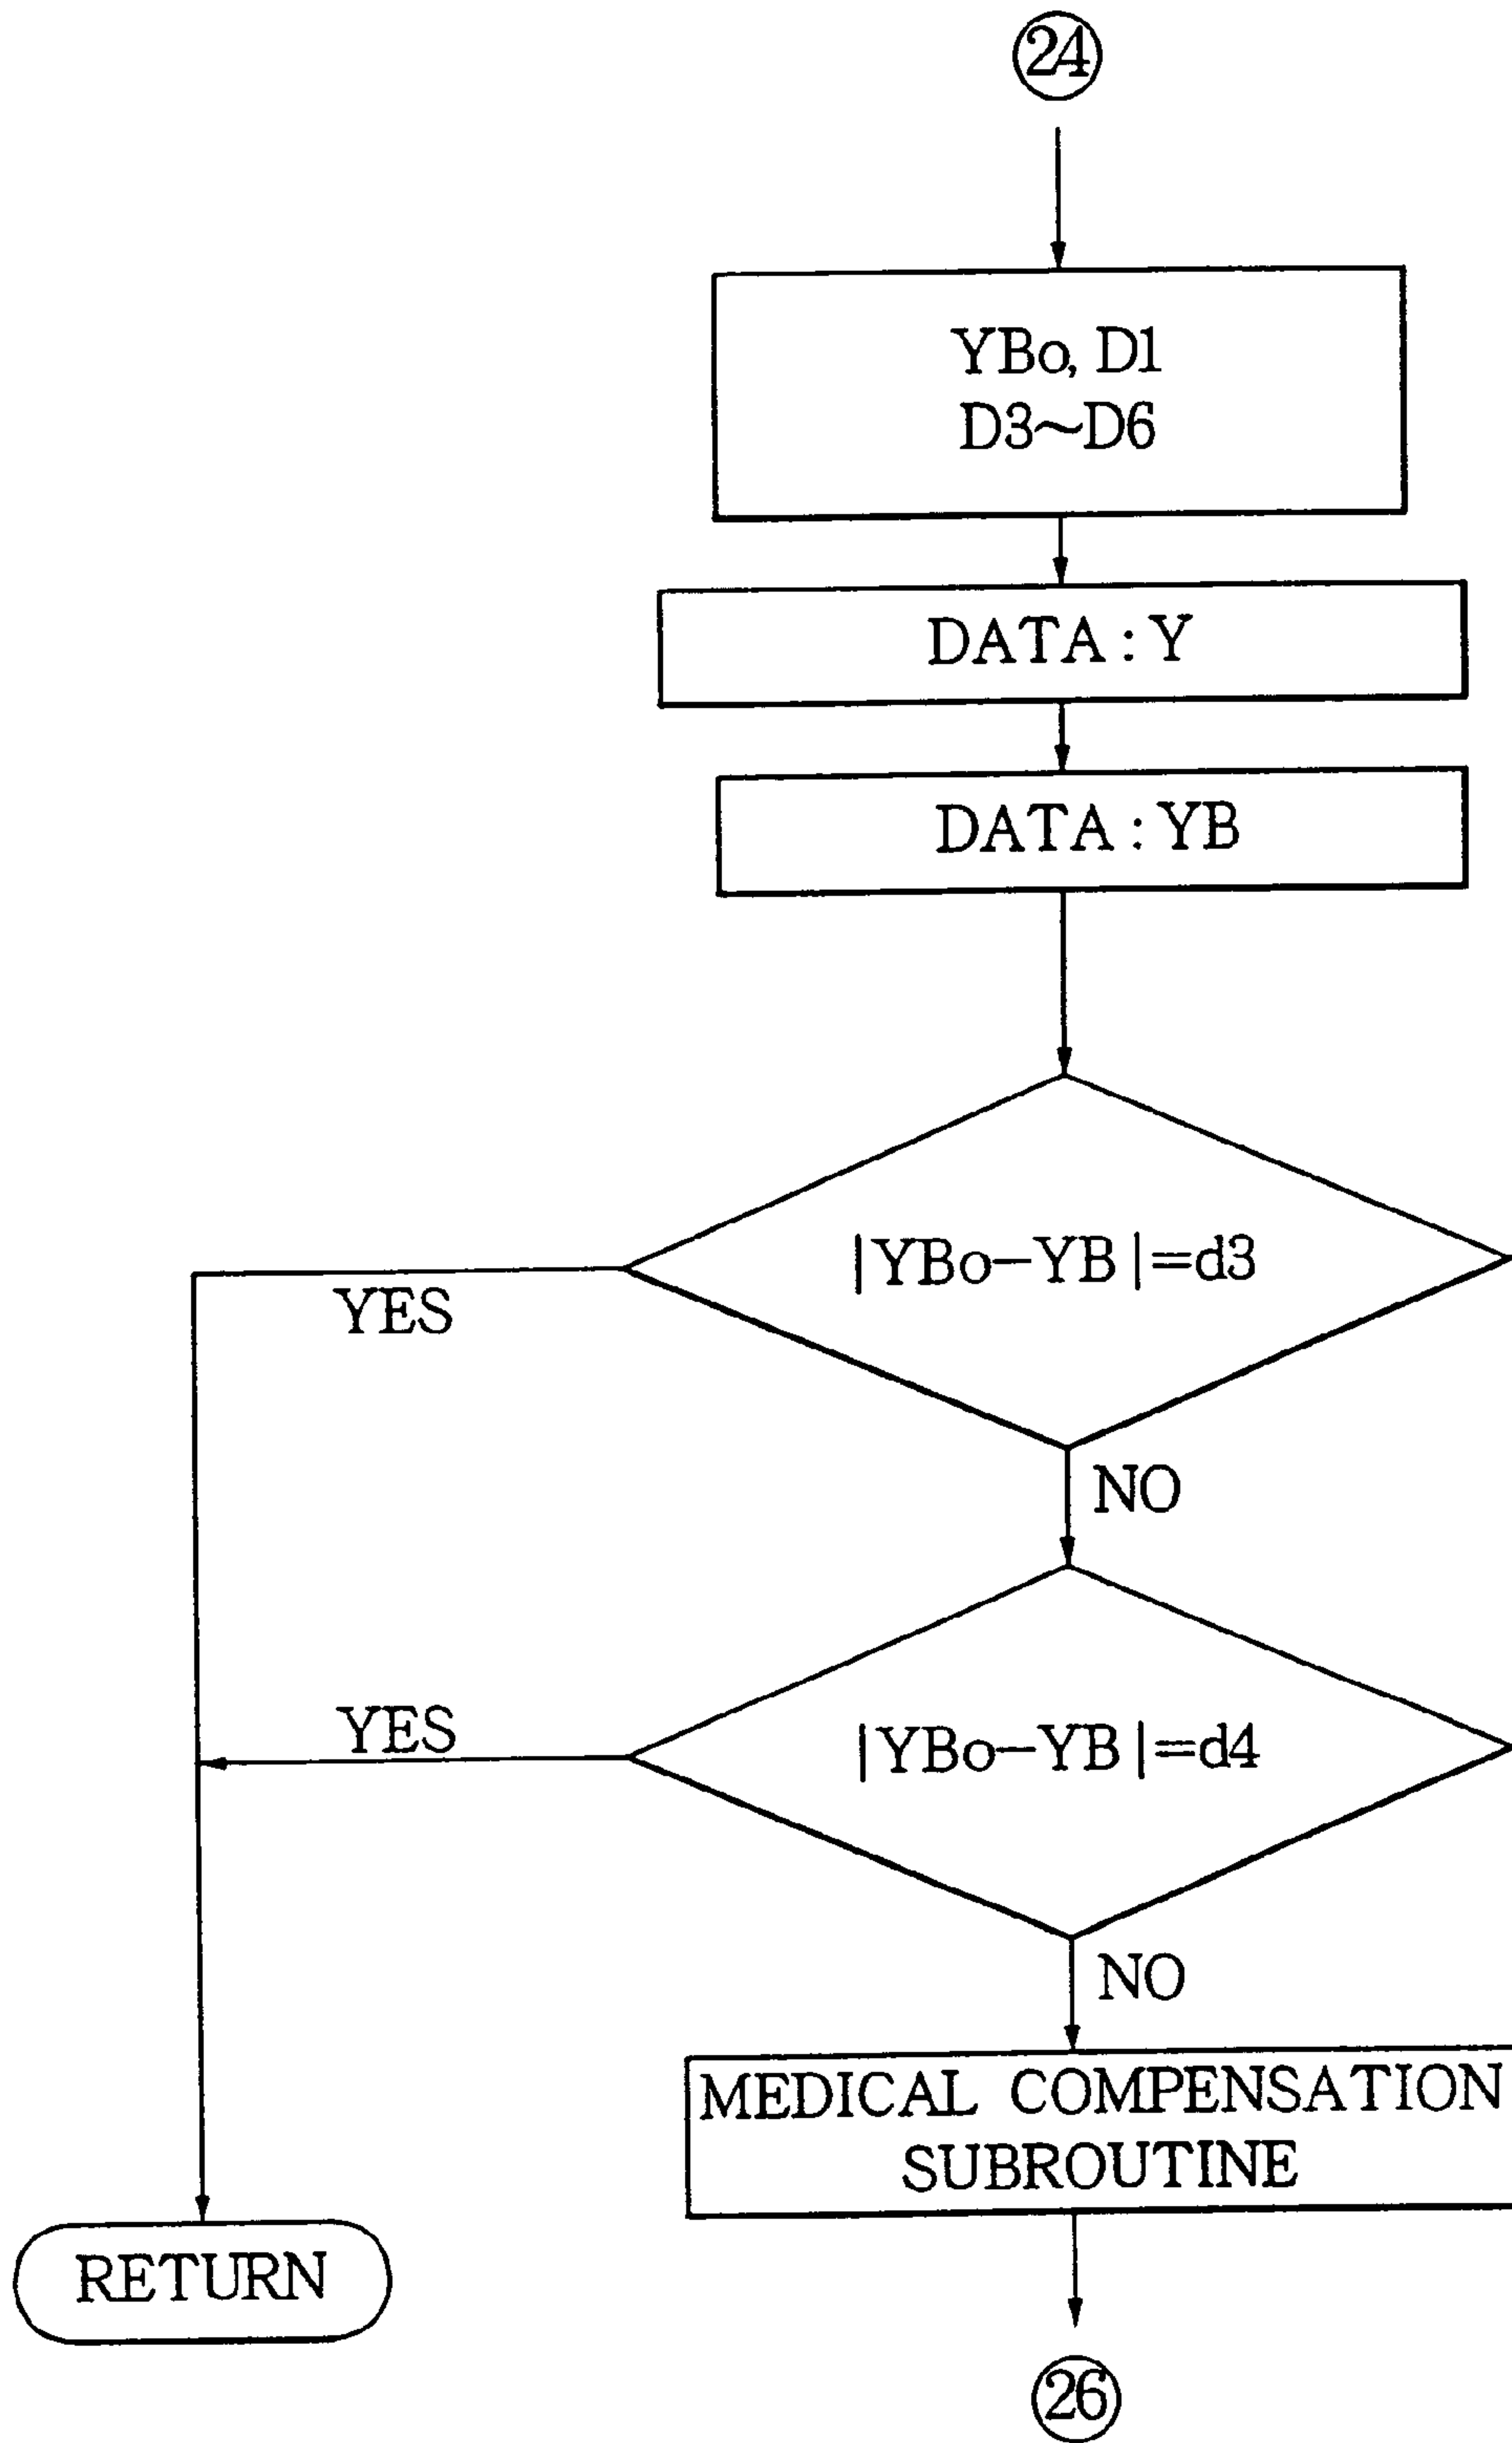 24
YBo, D1
D3~D6
DATA : Y
DATA : YB
|YBo-YB|=d3
YES
NO
|YBo-YB|=d4
YES
NO
MEDICAL COMPENSATION
SUBROUTINE
RETURN
26